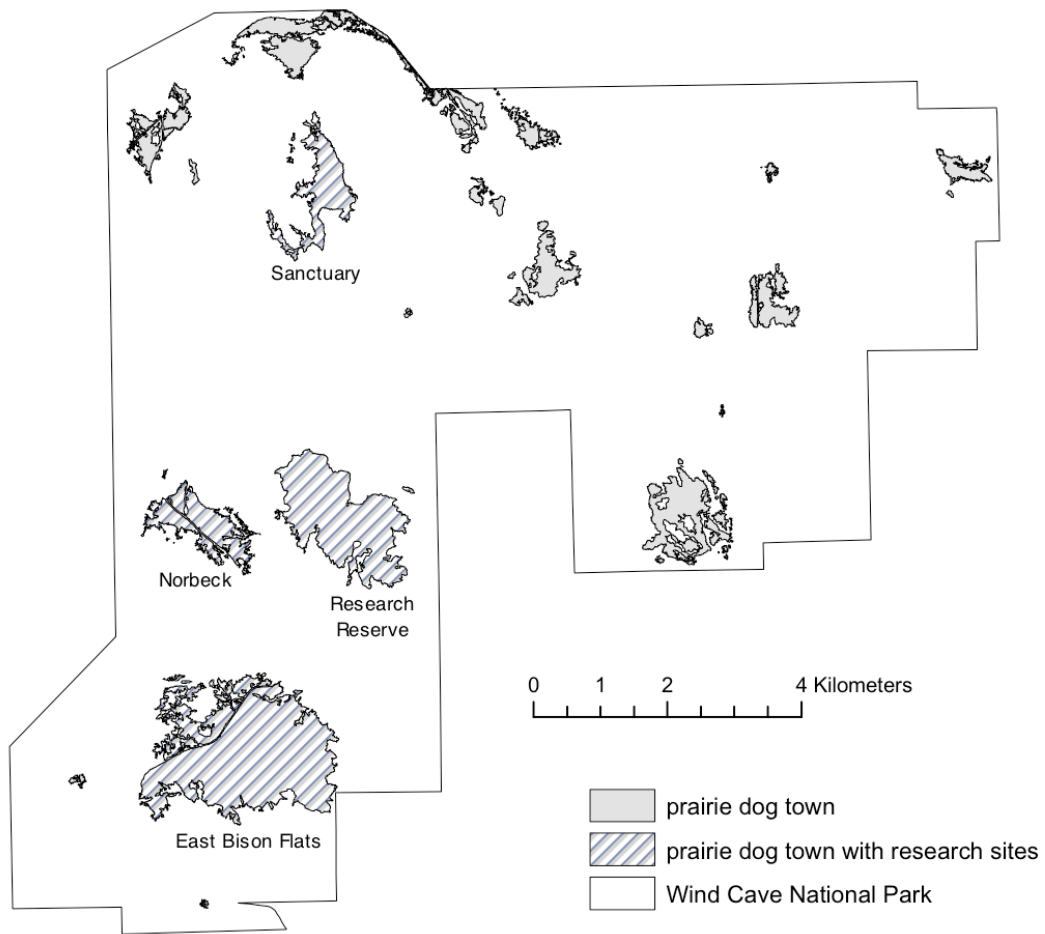 Sanctuary
Norbeck
Research
Reserve
0 1 2 4 Kilometers
East Bison Flats
prairie dog town
prairie dog town with research sites
Wind Cave National Park